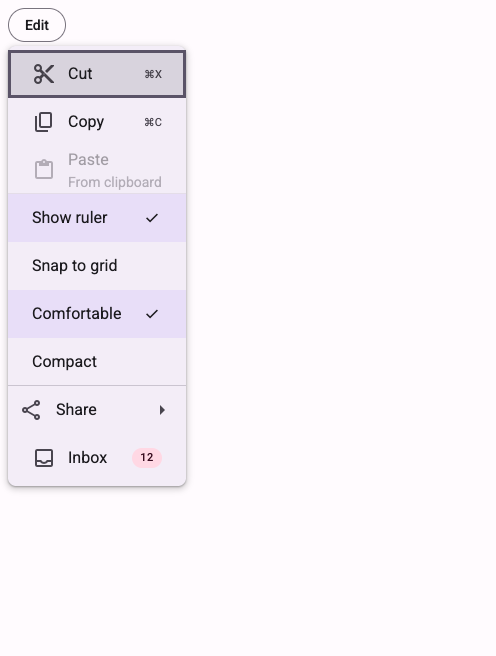 Edit
Cut ⌘X
Copy ⌘C
Paste
From clipboard
Show ruler
Snap to grid
Comfortable
Compact
Share
Inbox 12